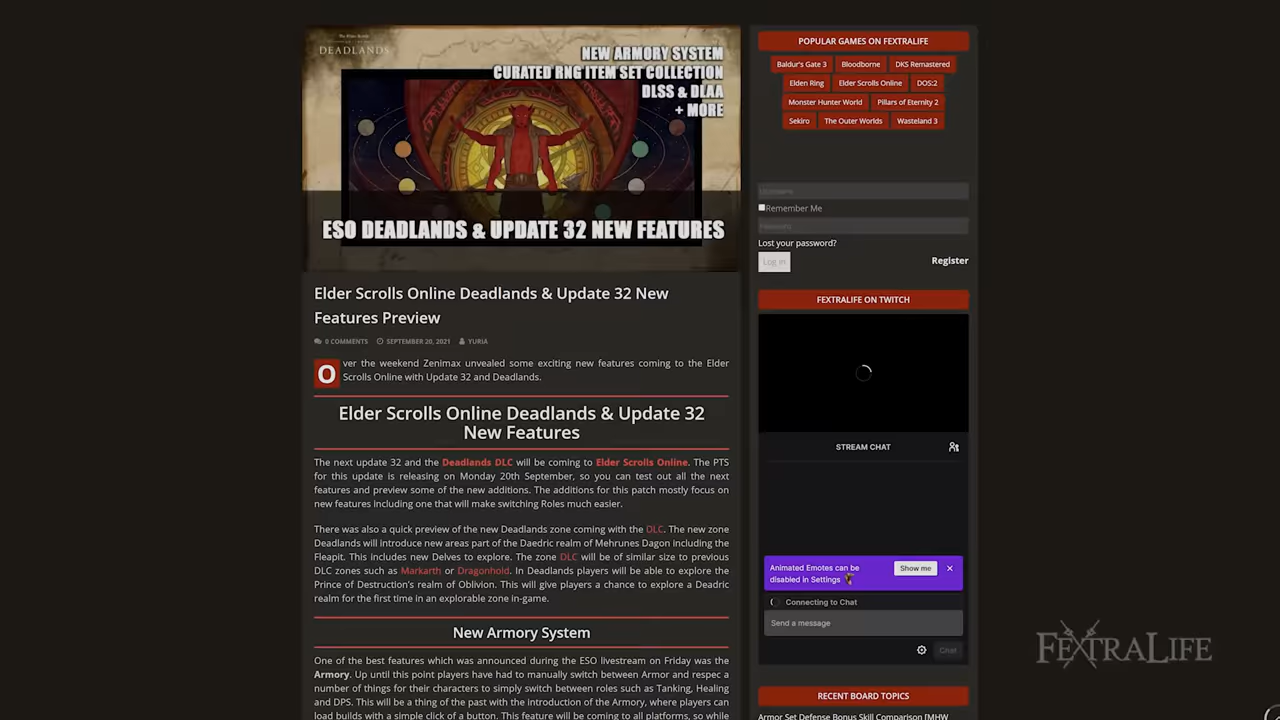 The Elder Scrolls Online
DEADLANDS
NEW ARMORY SYSTEM
CURATED RNG ITEM SET COLLECTION
DLSS & DLAA
+ MORE
ESO DEADLANDS & UPDATE 32 NEW FEATURES
Elder Scrolls Online Deadlands & Update 32 New
Features Preview
0 COMMENTS SEPTEMBER 20, 2021 YURIA
Over the weekend Zenimax unvealed some exciting new features coming to the Elder
Scrolls Online with Update 32 and Deadlands.
Elder Scrolls Online Deadlands & Update 32
New Features
The next update 32 and the Deadlands DLC will be coming to Elder Scrolls Online. The PTS
for this update is releasing on Monday 20th September, so you can test out all the next
features and preview some of the new additions. The additions for this patch mostly focus on
new features including one that will make switching Roles much easier.
There was also a quick preview of the new Deadlands zone coming with the DLC. The new zone
Deadlands will introduce new areas part of the Daedric realm of Mehrunes Dagon including the
Fleapit. This includes new Delves to explore. The zone DLC will be of similar size to previous
DLC zones such as Markarth or Dragonhold. In Deadlands players will be able to explore the
Prince of Destruction's realm of Oblivion. This will give players a chance to explore a Deadric
realm for the first time in an explorable zone in-game.
New Armory System
One of the best features which was announced during the ESO livestream on Friday was the
Armory. Up until this point players have had to manually switch between Armor and respec a
number of things for their characters to simply switch between roles such as Tanking, Healing
and DPS. This will be a thing of the past with the introduction of the Armory, where players can
load builds with a simple click of a button. This feature will be coming to all platforms, so while
POPULAR GAMES ON FEXTRALIFE
Baldur's Gate 3 Bloodborne DKS Remastered
Elden Ring Elder Scrolls Online DOS:2
Monster Hunter World Pillars of Eternity 2
Sekiro The Outer Worlds Wasteland 3
Username
Remember Me
Password
Lost your password?
Log in Register
FEXTRALIFE ON TWITCH
STREAM CHAT
Animated Emotes can be
disabled in Settings
Show me
Connecting to Chat
Send a message
Chat
RECENT BOARD TOPICS
Armor Set Defense Bonus Skill Comparison [MHW
FEXTRALIFE